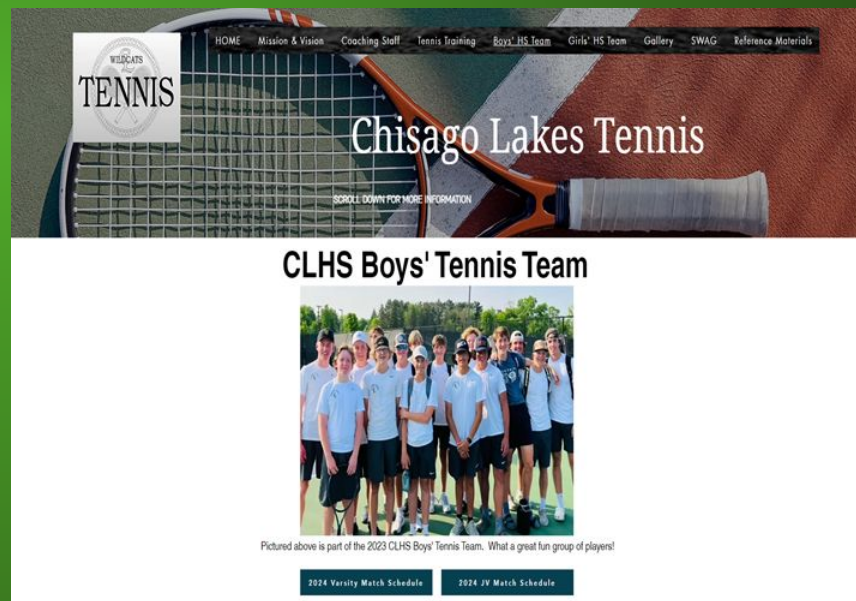 HOME Mission & Vision Coaching Staff Tennis Training Boys' HS Team Girls' HS Team Gallery SWAG Reference Materials
WILDCATS
TENNIS
Chisago Lakes Tennis
SCROLL DOWN FOR MORE INFORMATION
CLHS Boys' Tennis Team
Pictured above is part of the 2023 CLHS Boys' Tennis Team. What a great fun group of players!
2024 Varsity Match Schedule 2024 JV Match Schedule